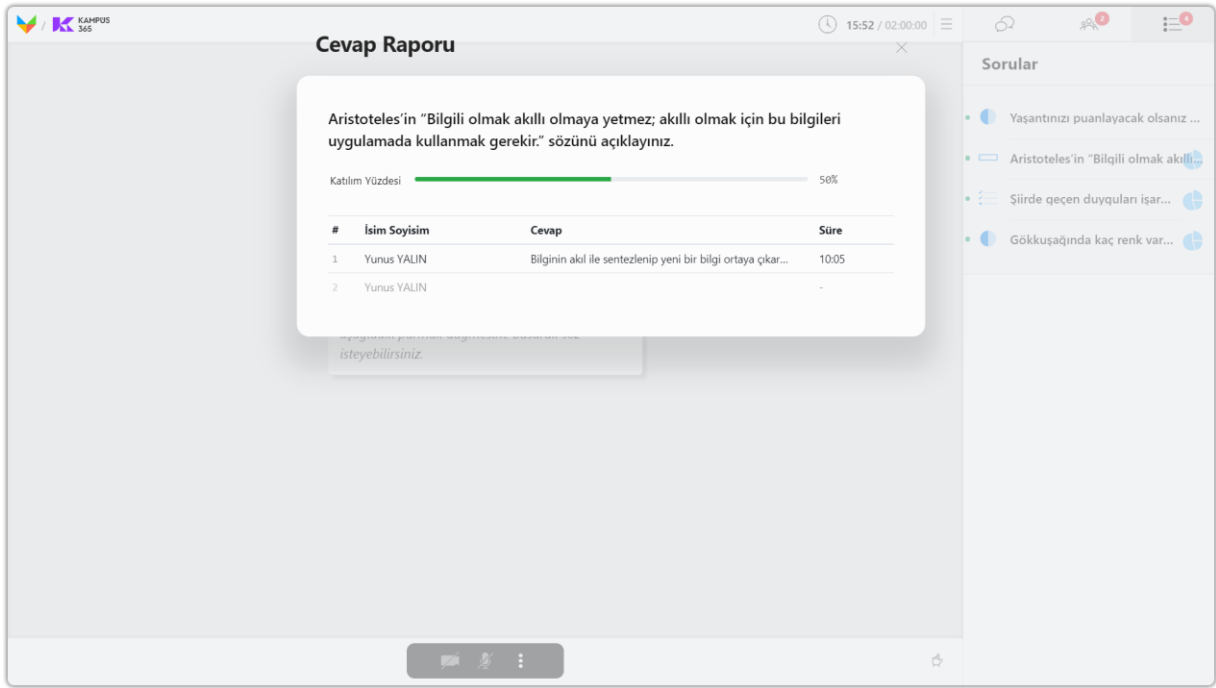 KAMPUS
365
15:52 / 02:00:00
2
4
Cevap Raporu
Aristoteles’in “Bilgili olmak akıllı olmaya yetmez; akıllı olmak için bu bilgileri
uygulamada kullanmak gerekir.” sözünü açıklayınız.
Katılım Yüzdesi 50%
# İsim Soyisim Cevap Süre
1 Yunus YALIN Bilginin akıl ile sentezlenip yeni bir bilgi ortaya çıkar... 10:05
2 Yunus YALIN -
isteyebilirsiniz.
Sorular
Yaşantınızı puanlayacak olsanız ...
Aristoteles’in “Bilgili olmak akıllı...
Şiirde geçen duyguları işar...
Gökkuşağında kaç renk var...